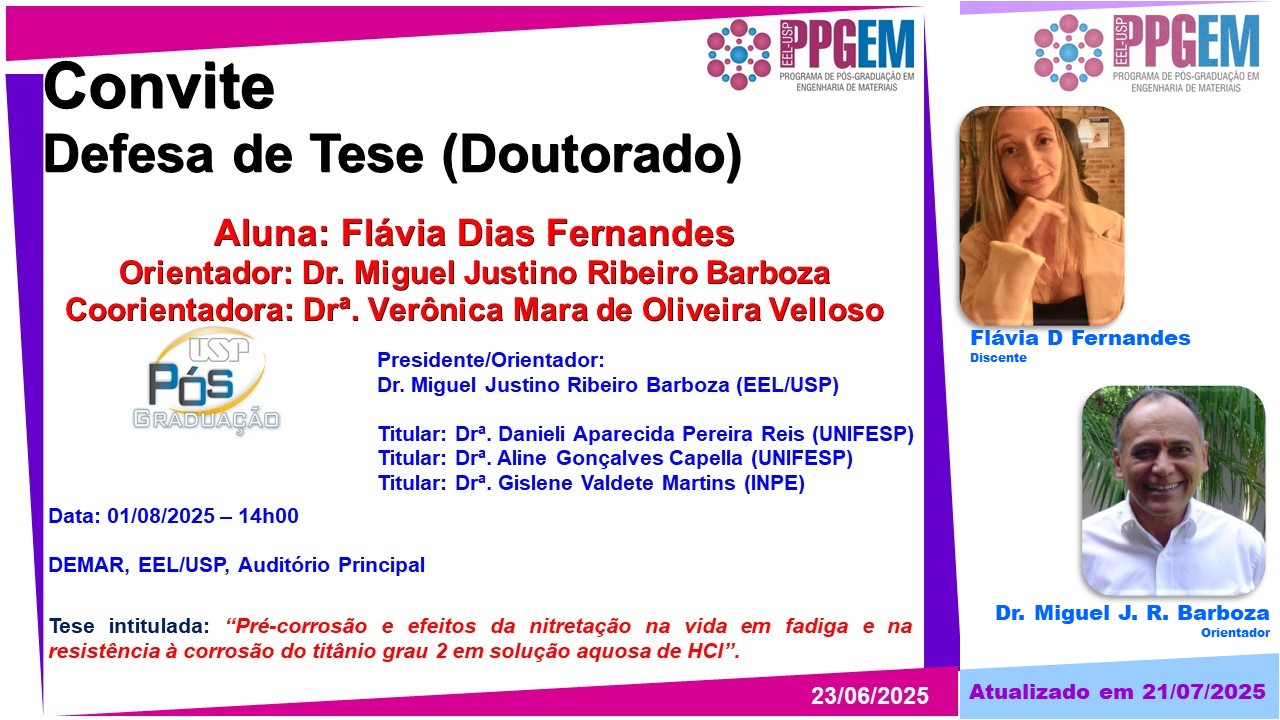 EEL-USP
PPGEM
PROGRAMA DE PÓS-GRADUAÇÃO EM
ENGENHARIA DE MATERIAIS
Convite
Defesa de Tese (Doutorado)
Aluna: Flávia Dias Fernandes
Orientador: Dr. Miguel Justino Ribeiro Barboza
Coorientadora: Drª. Verônica Mara de Oliveira Velloso
USP
PÓS
GRADUAÇÃO
Presidente/Orientador:
Dr. Miguel Justino Ribeiro Barboza (EEL/USP)
Titular: Drª. Danieli Aparecida Pereira Reis (UNIFESP)
Titular: Drª. Aline Gonçalves Capella (UNIFESP)
Titular: Drª. Gislene Valdete Martins (INPE)
Data: 01/08/2025 – 14h00
DEMAR, EEL/USP, Auditório Principal
Tese intitulada: “Pré-corrosão e efeitos da nitretação na vida em fadiga e na
resistência à corrosão do titânio grau 2 em solução aquosa de HCl”.
23/06/2025
EEL-USP
PPGEM
PROGRAMA DE PÓS-GRADUAÇÃO EM
ENGENHARIA DE MATERIAIS
Flávia D Fernandes
Discente
Dr. Miguel J. R. Barboza
Orientador
Atualizado em 21/07/2025